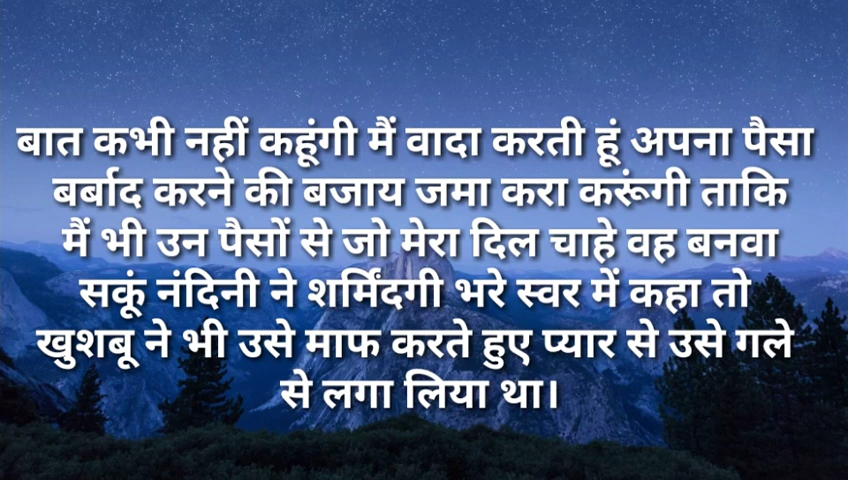 बात कभी नहीं कहूंगी मैं वादा करती हूं अपना पैसा
बर्बाद करने की बजाय जमा करा करूंगी ताकि
मैं भी उन पैसों से जो मेरा दिल चाहे वह बनवा
सकूं नंदिनी ने शर्मिंदगी भरे स्वर में कहा तो
खुशबू ने भी उसे माफ करते हुए प्यार से उसे गले
से लगा लिया था।